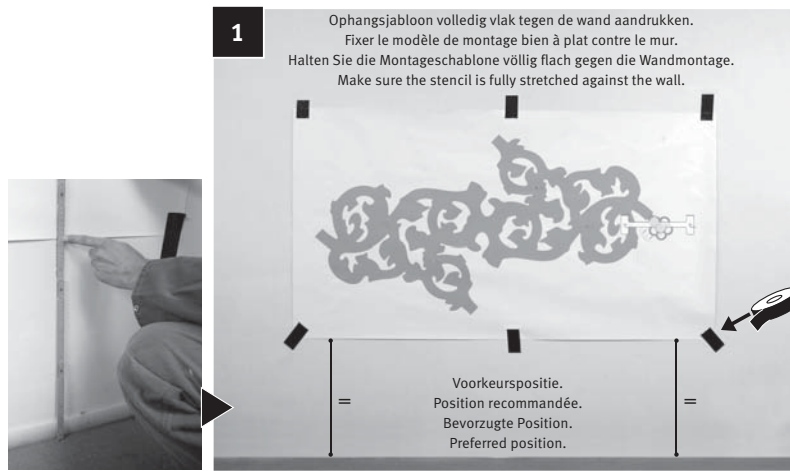 1
Ophangsjabloon volledig vlak tegen de wand aandrukken.
Fixer le modèle de montage bien à plat contre le mur.
Halten Sie die Montageschablone völlig flach gegen die Wandmontage.
Make sure the stencil is fully stretched against the wall.
=
=
Voorkeurspositie.
Position recommandée.
Bevorzugte Position.
Preferred position.